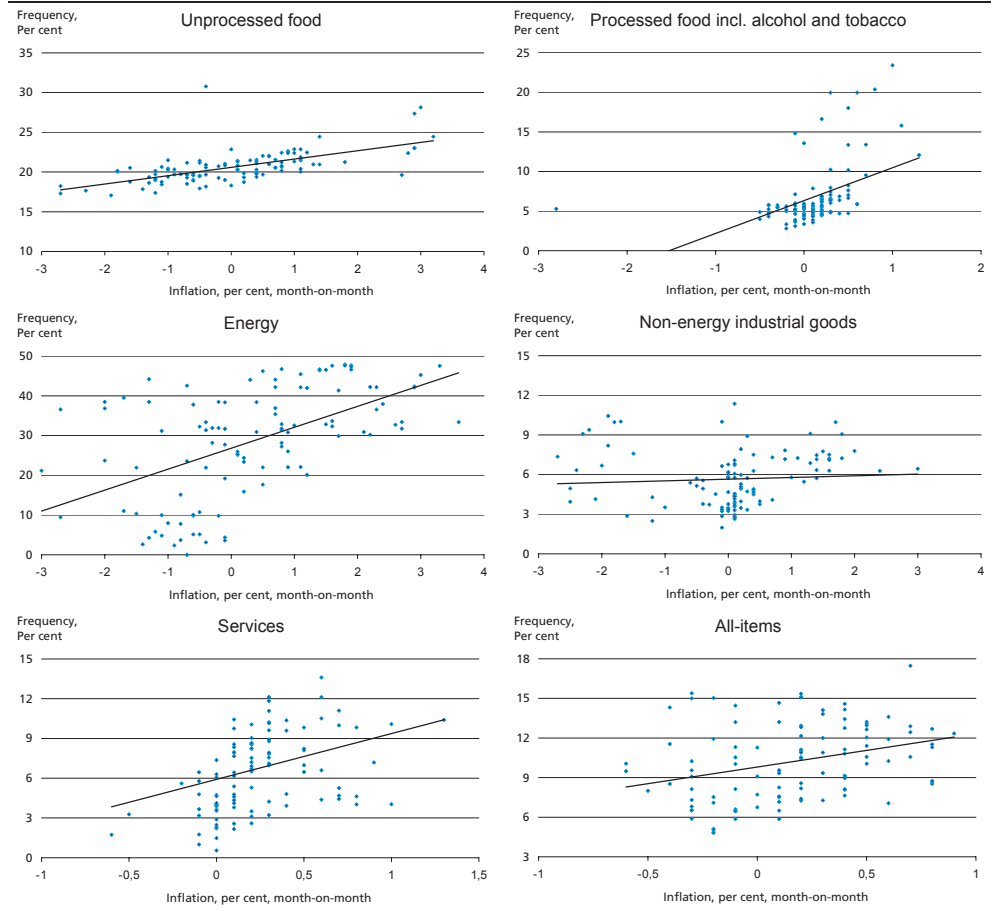 Frequency,
Per cent
Unprocessed food
35
30
25
20
15
10
-3 -2 -1 0 1 2 3 4
Inflation, per cent, month-on-month
Frequency,
Per cent
Processed food incl. alcohol and tobacco
25
20
15
10
5
0
-3 -2 -1 0 1 2
Inflation, per cent, month-on-month
Frequency,
Per cent
Energy
50
40
30
20
10
0
-3 -2 -1 0 1 2 3 4
Inflation, per cent, month-on-month
Frequency,
Per cent
Non-energy industrial goods
15
12
9
6
3
0
-3 -2 -1 0 1 2 3 4
Inflation, per cent, month-on-month
Frequency,
Per cent
Services
15
12
9
6
3
0
-1 -0,5 0 0,5 1 1,5
Inflation, per cent, month-on-month
Frequency,
Per cent
All-items
18
15
12
9
6
3
-1 -0,5 0 0,5 1
Inflation, per cent, month-on-month